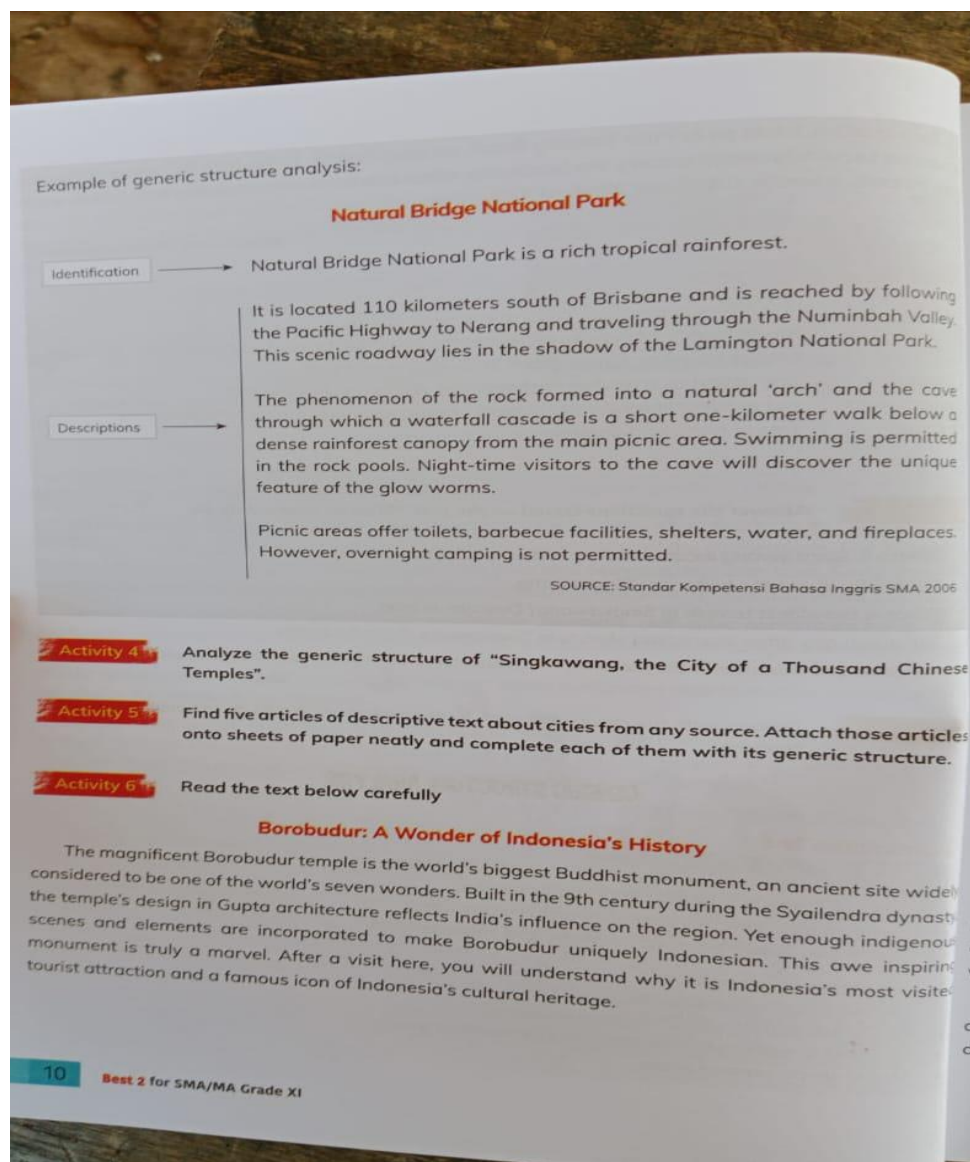 Example of generic structure analysis:
Natural Bridge National Park
Identification
Natural Bridge National Park is a rich tropical rainforest.
It is located 110 kilometers south of Brisbane and is reached by following
the Pacific Highway to Nerang and traveling through the Numinbah Valley.
This scenic roadway lies in the shadow of the Lamington National Park.
Descriptions
The phenomenon of the rock formed into a natural ‘arch’ and the cave
through which a waterfall cascade is a short one-kilometer walk below a
dense rainforest canopy from the main picnic area. Swimming is permitted
in the rock pools. Night-time visitors to the cave will discover the unique
feature of the glow worms.
Picnic areas offer toilets, barbecue facilities, shelters, water, and fireplaces.
However, overnight camping is not permitted.
SOURCE: Standar Kompetensi Bahasa Inggris SMA 2006
Activity 4
Analyze the generic structure of “Singkawang, the City of a Thousand Chinese
Temples”.
Activity 5
Find five articles of descriptive text about cities from any source. Attach those articles
onto sheets of paper neatly and complete each of them with its generic structure.
Activity 6
Read the text below carefully
Borobudur: A Wonder of Indonesia's History
The magnificent Borobudur temple is the world's biggest Buddhist monument, an ancient site widel
considered to be one of the world's seven wonders. Built in the 9th century during the Syailendra dynast
the temple's design in Gupta architecture reflects India's influence on the region. Yet enough indigenou
scenes and elements are incorporated to make Borobudur uniquely Indonesian. This awe inspirin
monument is truly a marvel. After a visit here, you will understand why it is Indonesia's most visite
tourist attraction and a famous icon of Indonesia's cultural heritage.
10
Best 2 for SMA/MA Grade XI